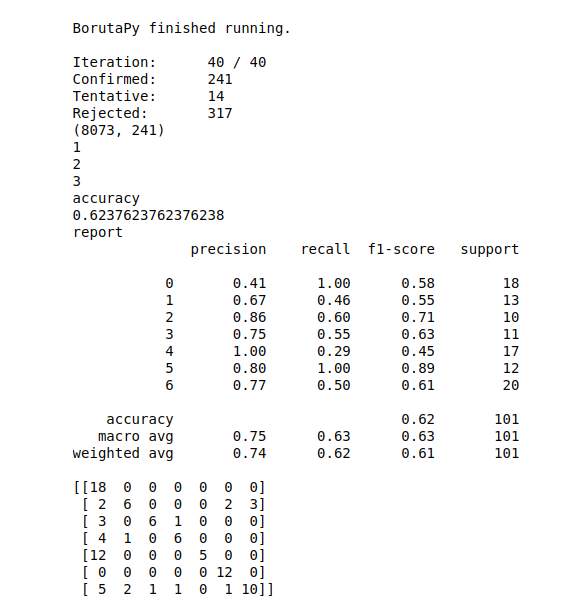 BorutaPy finished running.
Iteration: 40 / 40
Confirmed: 241
Tentative: 14
Rejected: 317
(8073, 241)
1
2
3
accuracy
0.6237623762376238
report
precision recall f1-score support
0 0.41 1.00 0.58 18
1 0.67 0.46 0.55 13
2 0.86 0.60 0.71 10
3 0.75 0.55 0.63 11
4 1.00 0.29 0.45 17
5 0.80 1.00 0.89 12
6 0.77 0.50 0.61 20
accuracy 0.62 101
macro avg 0.75 0.63 0.63 101
weighted avg 0.74 0.62 0.61 101
[[18 0 0 0 0 0 0]
[ 2 6 0 0 0 2 3]
[ 3 0 6 1 0 0 0]
[ 4 1 0 6 0 0 0]
[12 0 0 0 5 0 0]
[ 0 0 0 0 0 12 0]
[ 5 2 1 1 0 1 10]]